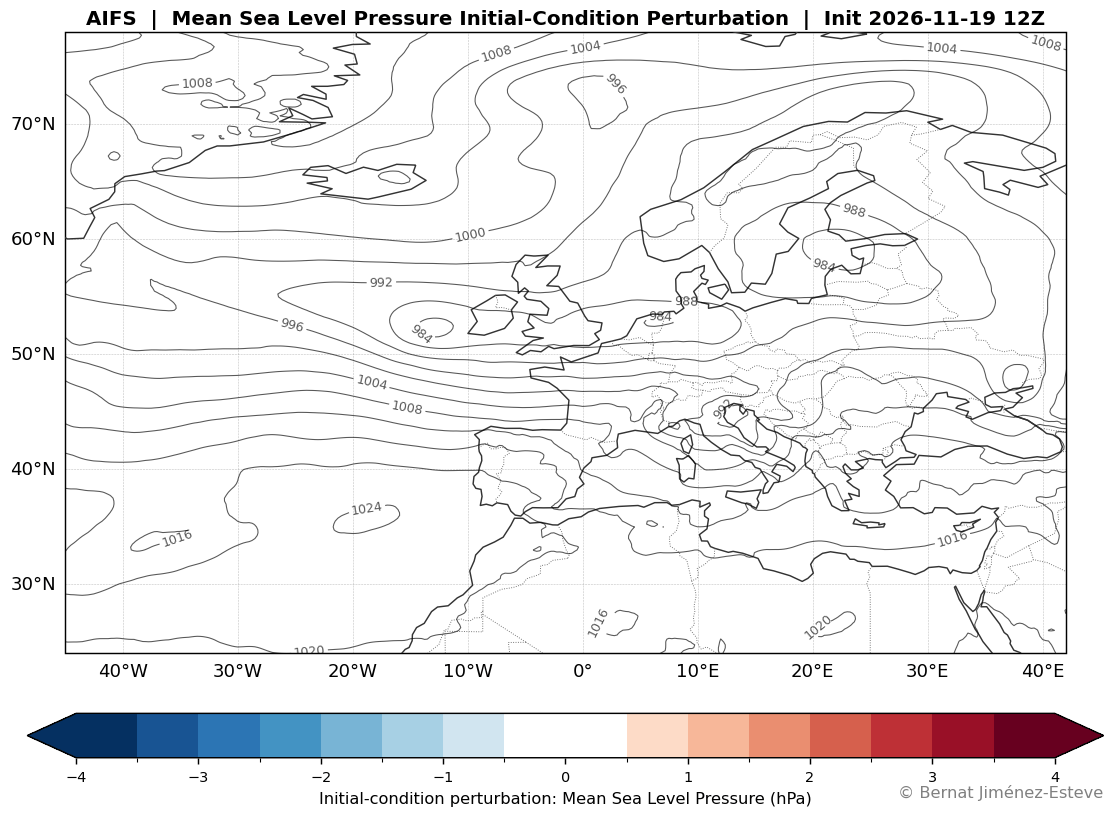 AIFS | Mean Sea Level Pressure Initial-Condition Perturbation | Init 2026-11-19 12Z
1008
1004
1004
1008
1008
996
70°N
988
1000
60°N
984
992
988
984
984
996
50°N
1004
1008
992
40°N
1024
1016
1016
30°N
1016
1020
1020
40°W 30°W 20°W 10°W 0° 10°E 20°E 30°E 40°E
−4 −3 −2 −1 0 1 2 3 4
Initial-condition perturbation: Mean Sea Level Pressure (hPa)
© Bernat Jiménez-Esteve